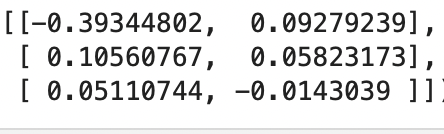 [[-0.39344802,  0.09279239],
[ 0.10560767,  0.05823173],
[ 0.05110744, -0.0143039 ]])